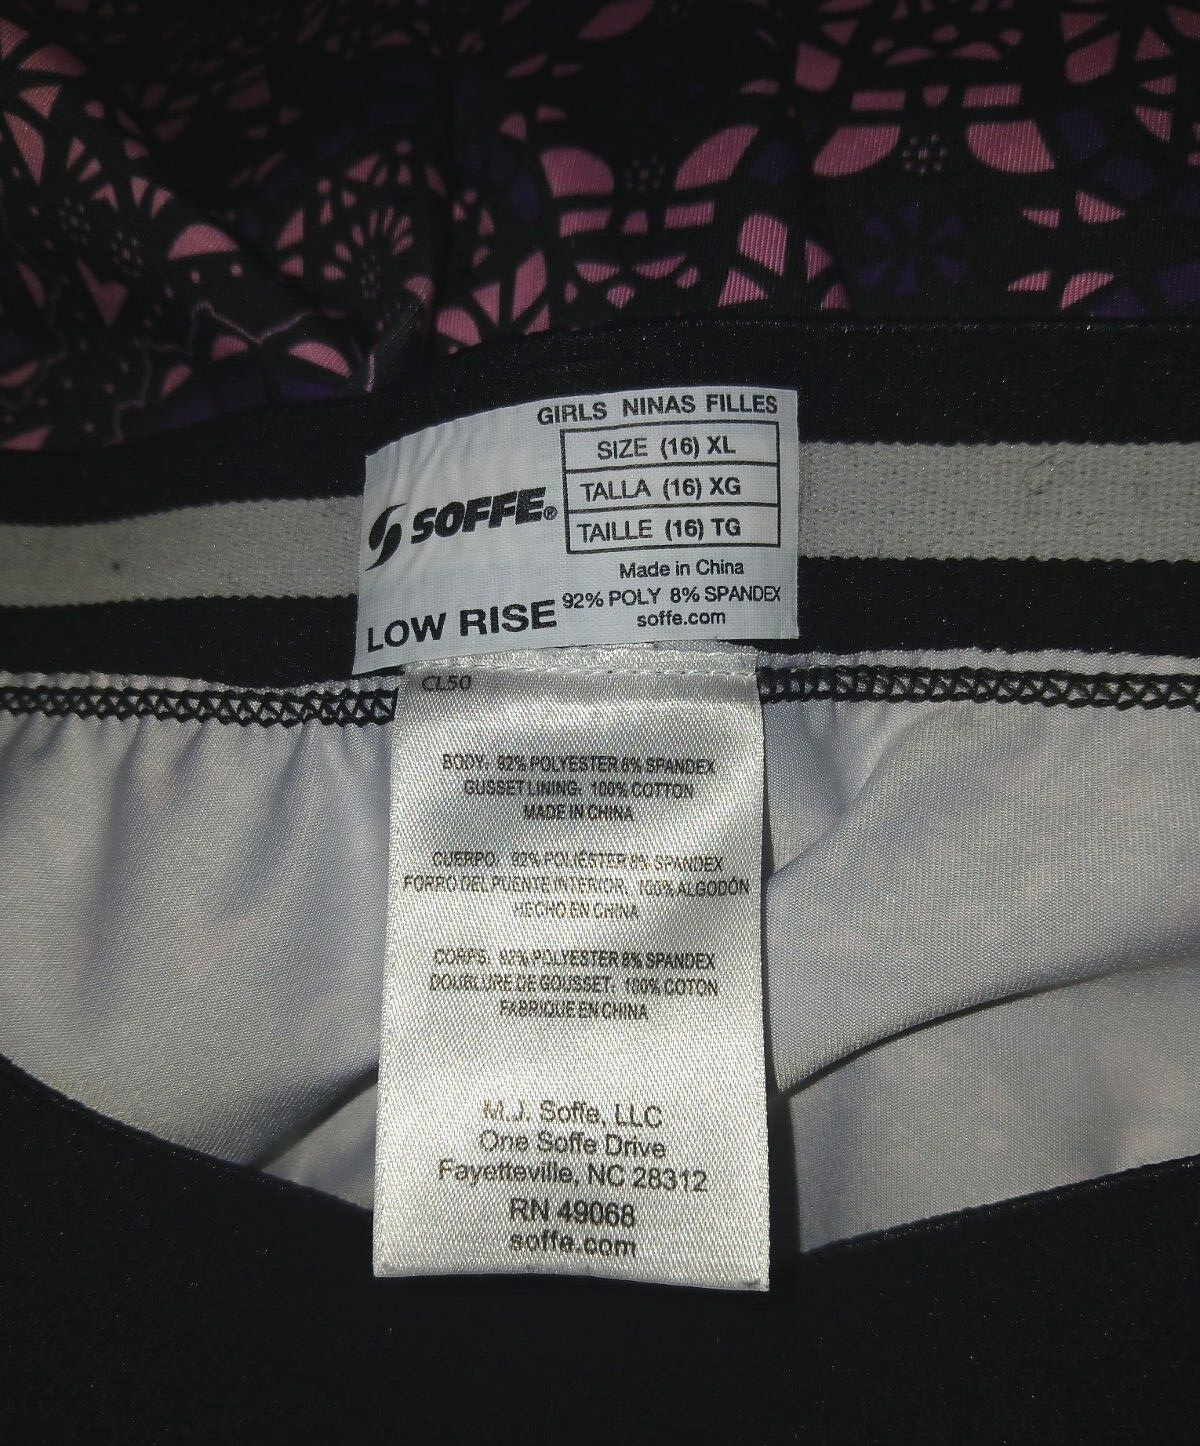 GIRLS NINAS FILLES
SIZE (16) XL
TALLA (16) XG
TAILLE (16) TG
SOFFE®
Made in China
92% POLY 8% SPANDEX
soffe.com
LOW RISE
CL50
BODY: 92% POLYESTER 8% SPANDEX
GUSSET LINING: 100% COTTON
MADE IN CHINA
CUERPO: 92% POLIÉSTER 8% SPANDEX
FORRO DEL PUENTE INTERIOR: 100% ALGODÓN
HECHO EN CHINA
CORPS: 92% POLYESTER 8% SPANDEX
DOUBLURE DE GOUSSET: 100% COTON
FABRIQUE EN CHINA
M.J. Soffe, LLC
One Soffe Drive
Fayetteville, NC 28312
RN 49068
soffe.com